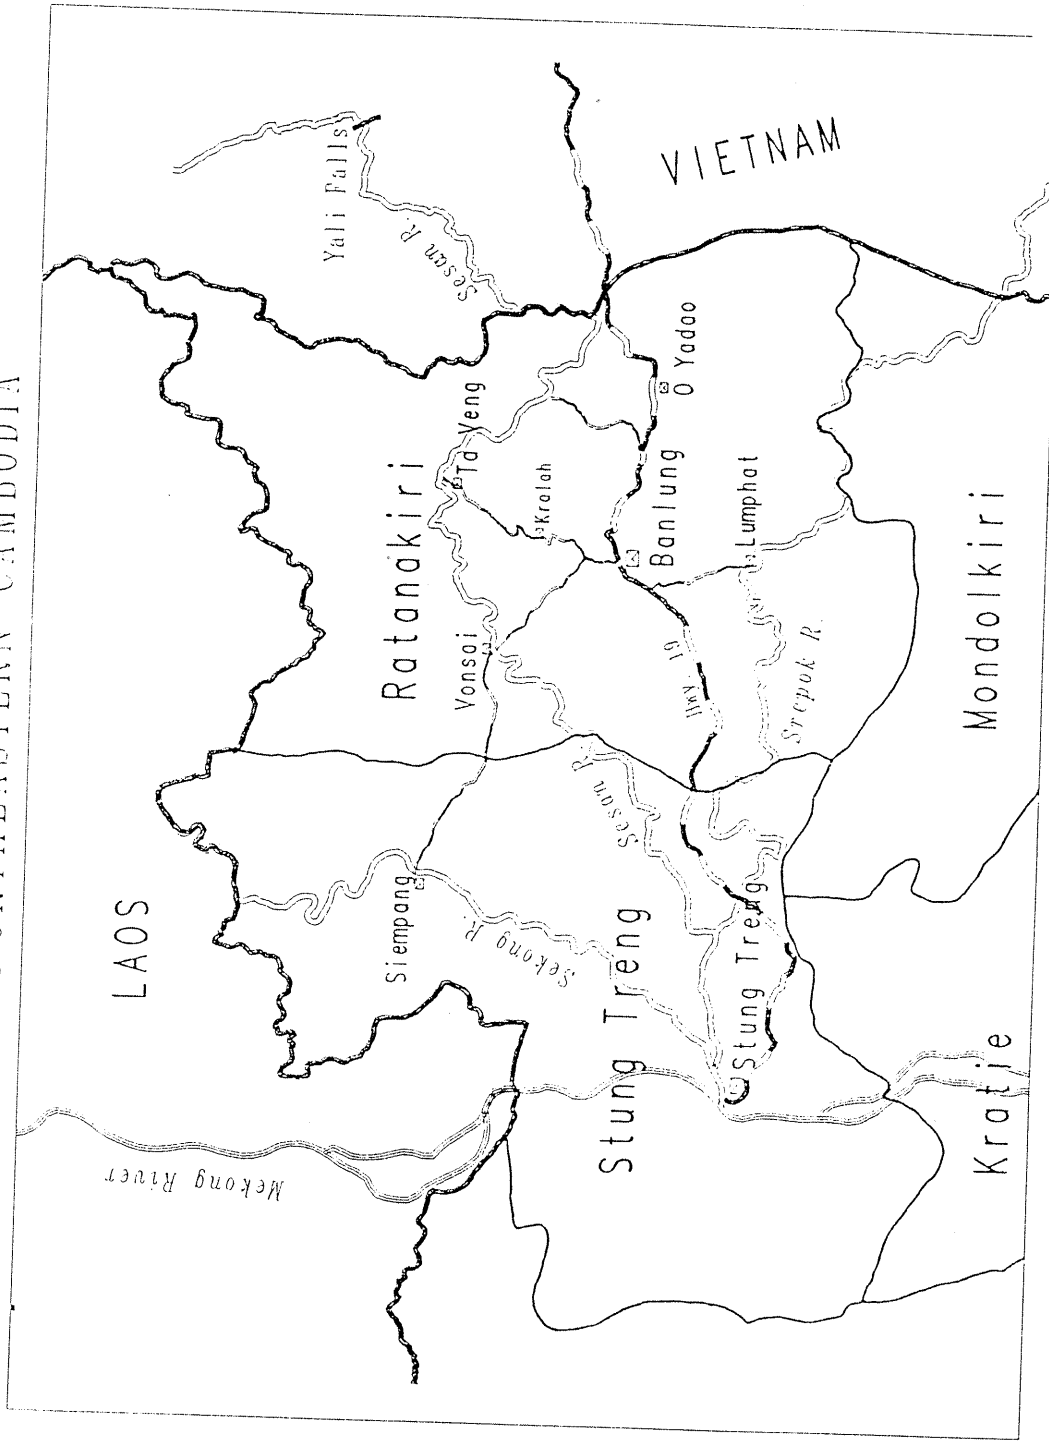 NORTHEASTERN CAMBODIA
LAOS
VIETNAM
Yali Falls
Sesan R.
Ratanakiri
Ta Veng
O Yadao
Kralah
Banlung
Lumphat
Vonsai
Hwy. 19
Srepok R.
Mondolkiri
Siempang
Sekong R.
Sesan R.
Stung Treng
Stung Treng
Mekong River
Kratie